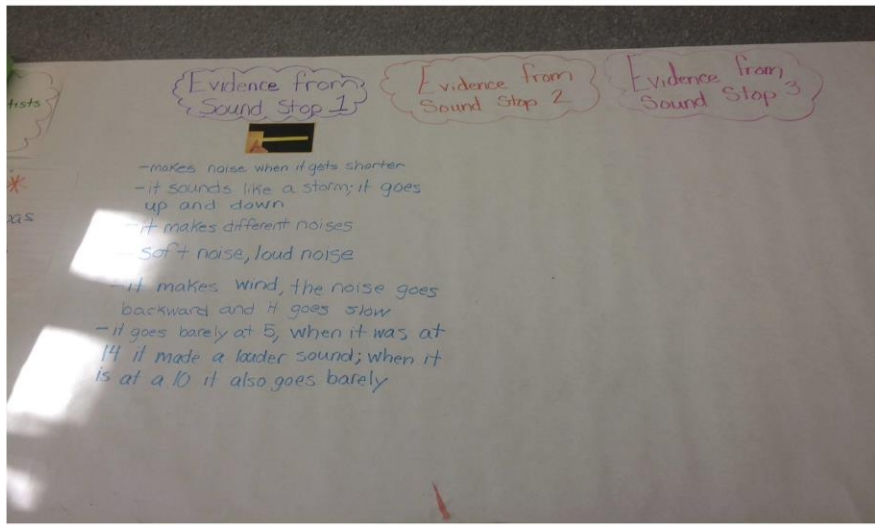 tists
*
as
Evidence from
Sound Stop 1
Evidence from
Sound Stop 2
Evidence from
Sound Stop 3
-makes noise when it gets shorter
-it sounds like a storm; it goes
up and down
-it makes different noises
-soft noise, loud noise
-it makes wind, the noise goes
backward and it goes slow
-it goes barely at 5, when it was at
14 it made a louder sound; when it
is at a 10 it also goes barely